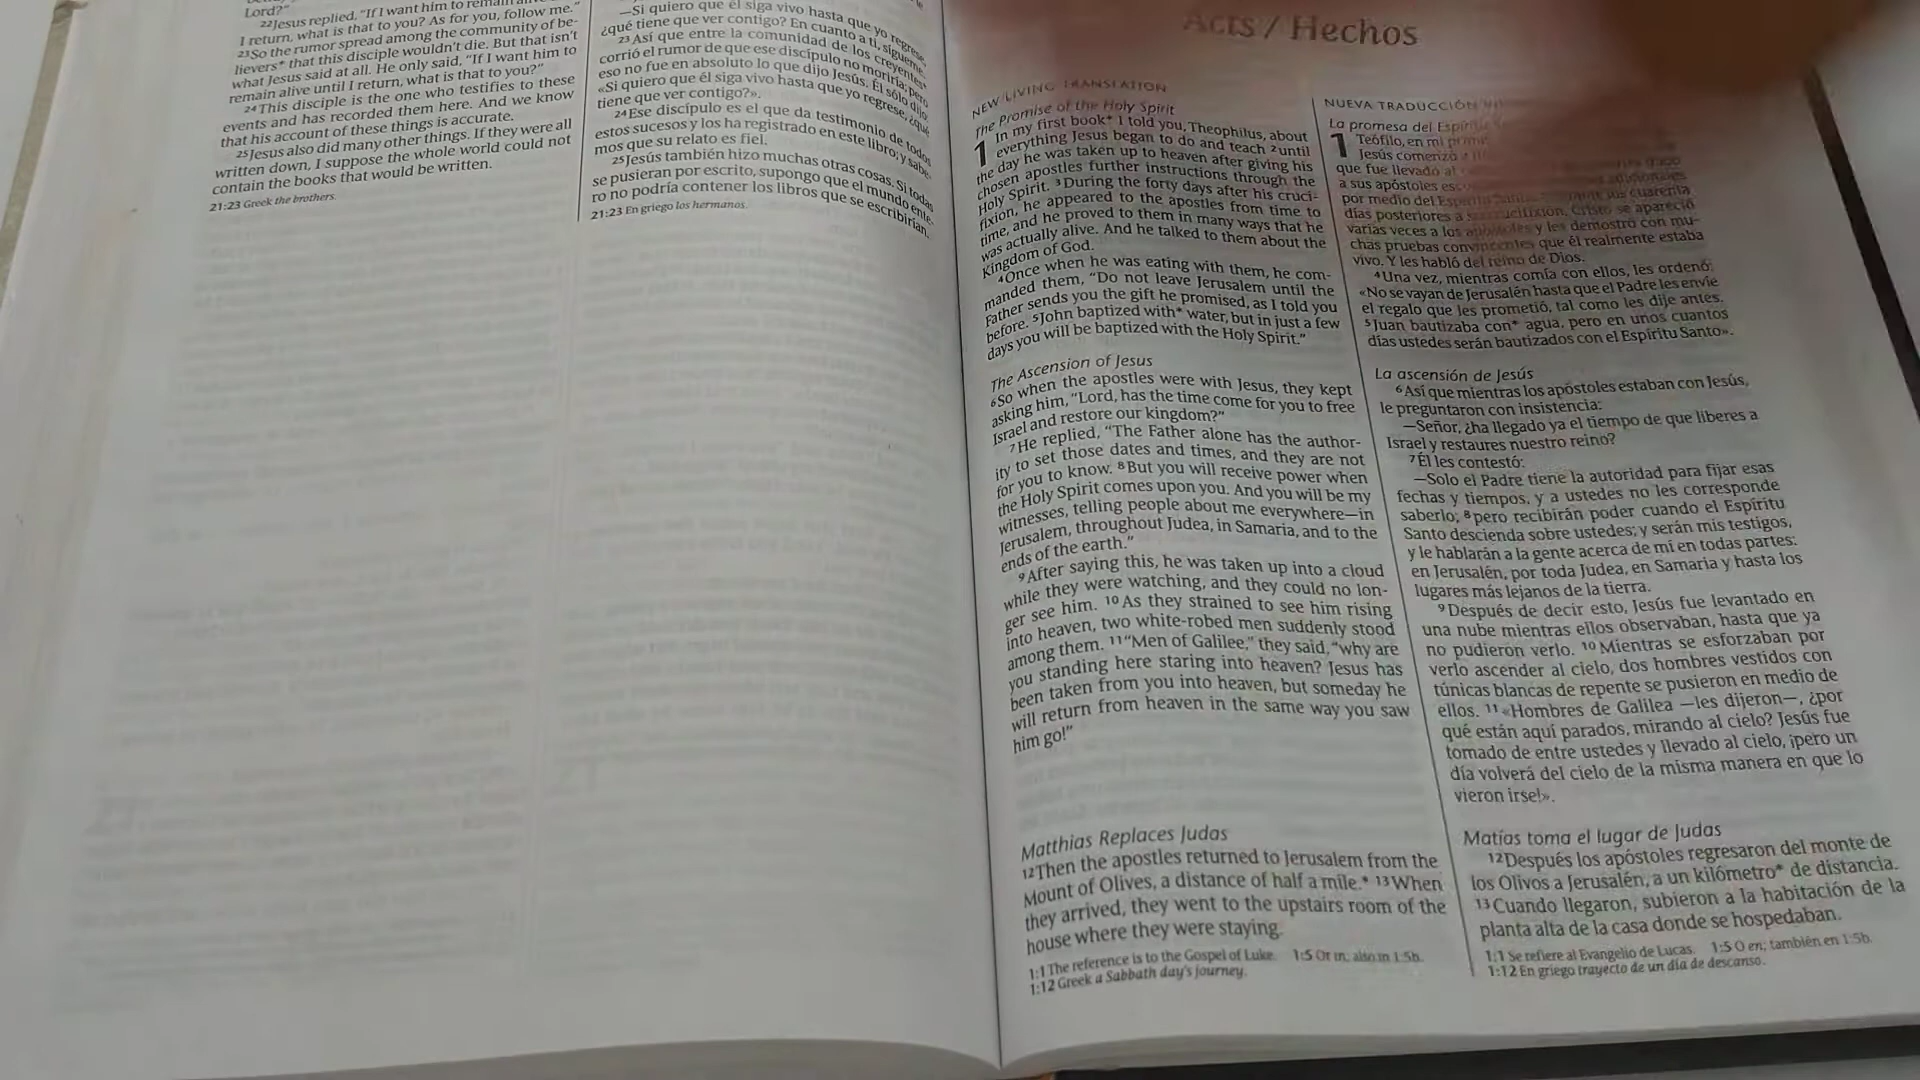 Lord?"
22Jesus replied, "If I want him to remain alive until
I return, what is that to you? As for you, follow me."
23So the rumor spread among the community of be-
lievers* that this disciple wouldn't die. But that isn't
what Jesus said at all. He only said, "If I want him to
remain alive until I return, what is that to you?"
24This disciple is the one who testifies to these
events and has recorded them here. And we know
that his account of these things is accurate.
25Jesus also did many other things. If they were all
written down, I suppose the whole world could not
contain the books that would be written.
21:23 Greek the brothers.
—Si quiero que él siga vivo hasta que yo regrese,
¿qué tiene que ver contigo? En cuanto a ti, sígueme.
23Así que entre la comunidad de los creyentes*
corrió el rumor de que ese discípulo no moriría; pero
eso no fue en absoluto lo que dijo Jesús. Él sólo dijo:
«Si quiero que él siga vivo hasta que yo regrese, ¿qué
tiene que ver contigo?».
24Ese discípulo es el que da testimonio de todos
estos sucesos y los ha registrado en este libro; y sabe-
mos que su relato es fiel.
25Jesús también hizo muchas otras cosas. Si todas
se pusieran por escrito, supongo que el mundo ente-
ro no podría contener los libros que se escribirían.
21:23 En griego los hermanos.
Acts / Hechos
NEW LIVING TRANSLATION
The Promise of the Holy Spirit
1 In my first book* I told you, Theophilus, about
everything Jesus began to do and teach 2until
the day he was taken up to heaven after giving his
chosen apostles further instructions through the
Holy Spirit. 3During the forty days after his cruci-
fixion, he appeared to the apostles from time to
time, and he proved to them in many ways that he
was actually alive. And he talked to them about the
Kingdom of God.
4Once when he was eating with them, he com-
manded them, "Do not leave Jerusalem until the
Father sends you the gift he promised, as I told you
before. 5John baptized with* water, but in just a few
days you will be baptized with the Holy Spirit."
The Ascension of Jesus
6So when the apostles were with Jesus, they kept
asking him, "Lord, has the time come for you to free
Israel and restore our kingdom?"
7He replied, "The Father alone has the author-
ity to set those dates and times, and they are not
for you to know. 8But you will receive power when
the Holy Spirit comes upon you. And you will be my
witnesses, telling people about me everywhere—in
Jerusalem, throughout Judea, in Samaria, and to the
ends of the earth."
9After saying this, he was taken up into a cloud
while they were watching, and they could no lon-
ger see him. 10As they strained to see him rising
into heaven, two white-robed men suddenly stood
among them. 11"Men of Galilee," they said, "why are
you standing here staring into heaven? Jesus has
been taken from you into heaven, but someday he
will return from heaven in the same way you saw
him go!"
Matthias Replaces Judas
12Then the apostles returned to Jerusalem from the
Mount of Olives, a distance of half a mile.* 13When
they arrived, they went to the upstairs room of the
house where they were staying.
1:1 The reference is to the Gospel of Luke. 1:5 Or in; also in 1:5b.
1:12 Greek a Sabbath day's journey.
NUEVA TRADUCCIÓN
La promesa del Espíritu
1 Teófilo, en mi
Jesús comenzó a
que fue llevado al
a sus apóstoles
por medio del Espíritu Santo. cuarenta
días posteriores a su crucifixión, Cristo se apareció
varias veces a los apóstoles y les demostró con mu-
chas pruebas convincentes que él realmente estaba
vivo. Y les habló del reino de Dios.
4Una vez, mientras comía con ellos, les ordenó:
«No se vayan de Jerusalén hasta que el Padre les envíe
el regalo que les prometió, tal como les dije antes.
5Juan bautizaba con* agua, pero en unos cuantos
días ustedes serán bautizados con el Espíritu Santo».
La ascensión de Jesús
6Así que mientras los apóstoles estaban con Jesús,
le preguntaron con insistencia:
—Señor, ¿ha llegado ya el tiempo de que liberes a
Israel y restaures nuestro reino?
7Él les contestó:
—Solo el Padre tiene la autoridad para fijar esas
fechas y tiempos, y a ustedes no les corresponde
saberlo; 8pero recibirán poder cuando el Espíritu
Santo descienda sobre ustedes; y serán mis testigos,
y le hablarán a la gente acerca de mí en todas partes:
en Jerusalén, por toda Judea, en Samaria y hasta los
lugares más lejanos de la tierra.
9Después de decir esto, Jesús fue levantado en
una nube mientras ellos observaban, hasta que ya
no pudieron verlo. 10Mientras se esforzaban por
verlo ascender al cielo, dos hombres vestidos con
túnicas blancas de repente se pusieron en medio de
ellos. 11«Hombres de Galilea —les dijeron—, ¿por
qué están aquí parados, mirando al cielo? Jesús fue
tomado de entre ustedes y llevado al cielo, ¡pero un
día volverá del cielo de la misma manera en que lo
vieron irse!».
Matías toma el lugar de Judas
12Después los apóstoles regresaron del monte de
los Olivos a Jerusalén, a un kilómetro* de distancia.
13Cuando llegaron, subieron a la habitación de la
planta alta de la casa donde se hospedaban.
1:1 Se refiere al Evangelio de Lucas. 1:5 O en; también en 1:5b.
1:12 En griego trayecto de un día de descanso.